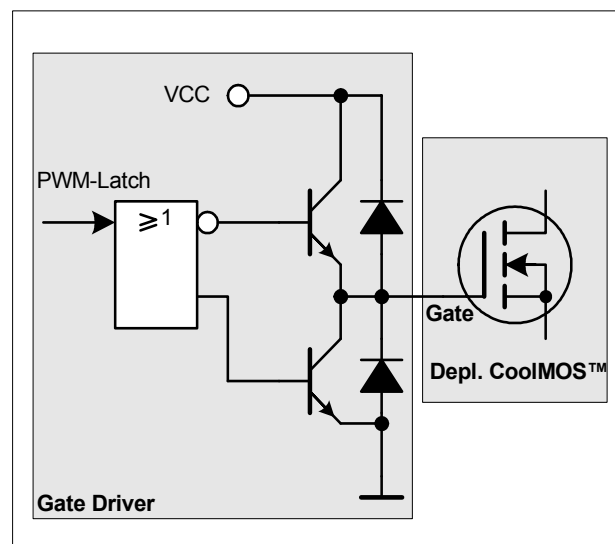 VCC
PWM-Latch
≥1
Gate
Depl. CoolMOS™
Gate Driver